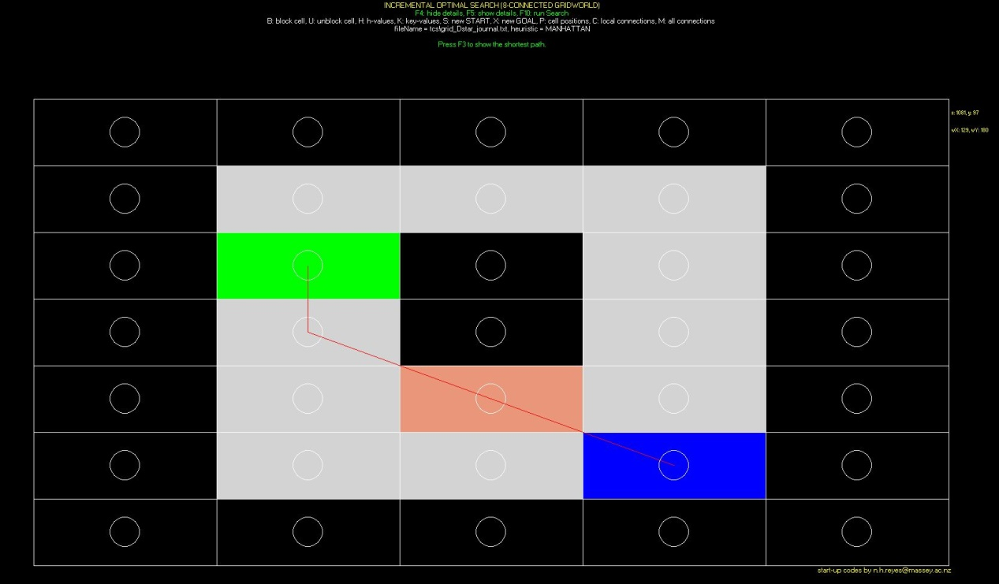 INCREMENTAL OPTIMAL SEARCH (8-CONNECTED GRIDWORLD)
F4: hide details, F5: show details, F10: run Search
B: block cell, U: unblock cell, H: h-values, K: key-values, S: new START, X: new GOAL, P: cell positions, C: local connections, M: all connections
fileName = tcs\grid_Dstar_journal.txt, heuristic = MANHATTAN
Press F3 to show the shortest path.
x: 1081, y: 97
wX: 129, wY: 180
start-up codes by n.h.reyes@massey.ac.nz